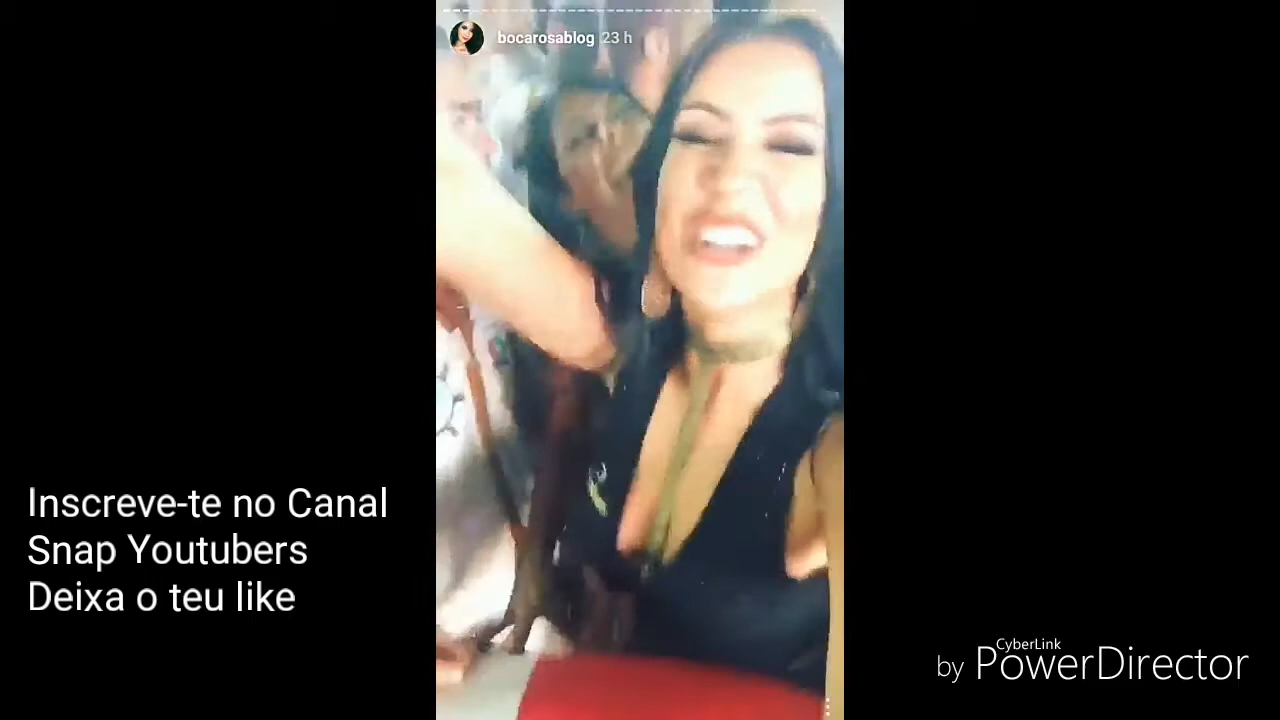 bocarosablog 23 h
Inscreve-te no Canal
Snap Youtubers
Deixa o teu like
CyberLink
by PowerDirector